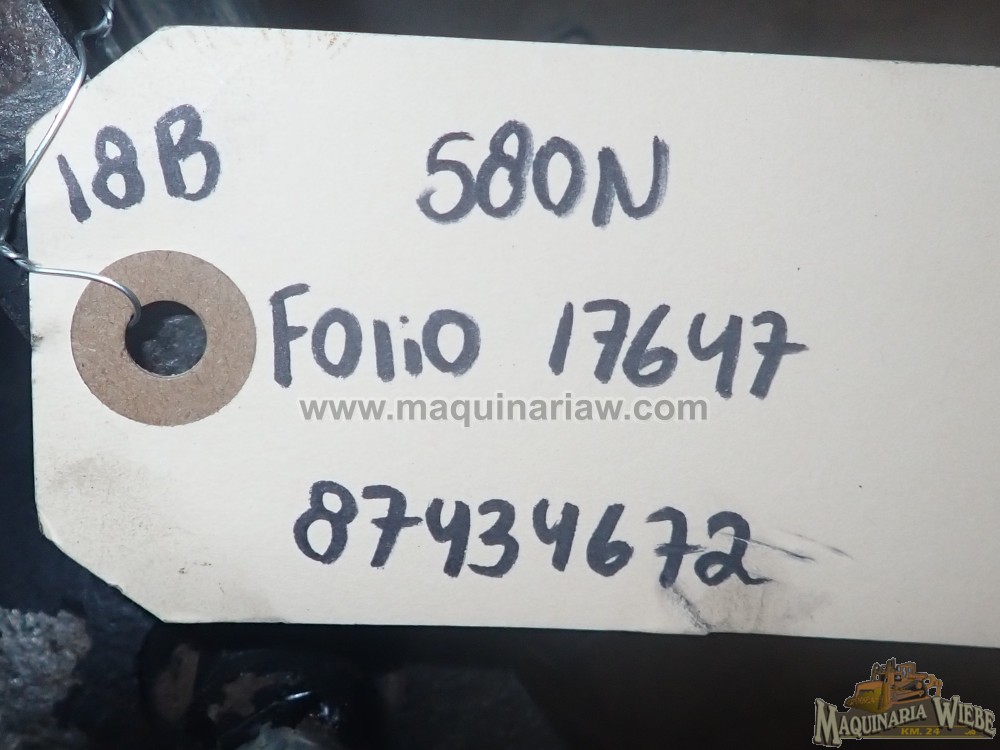 18B 580N
Folio 17647
www.maquinariaw.com
87434672
MAQUINARIA WIEBE
KM. 24